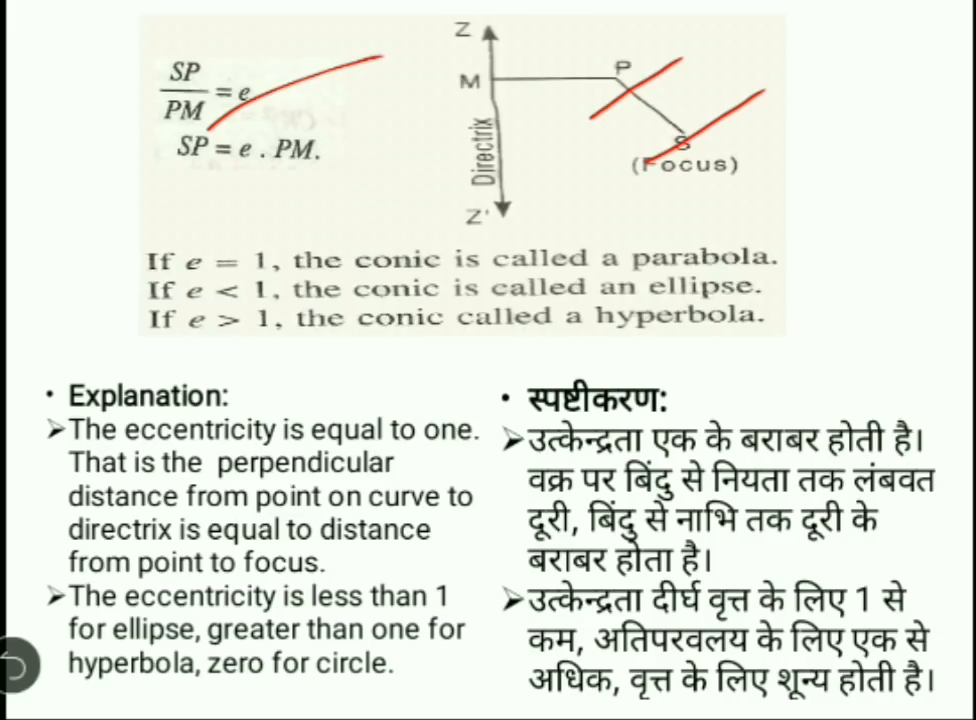 SP
PM
= e
SP = e . PM.
Z
M
P
Directrix
S
(Focus)
Z'
If e = 1, the conic is called a parabola.
If e < 1, the conic is called an ellipse.
If e > 1, the conic called a hyperbola.
• Explanation:
➢The eccentricity is equal to one.
That is the perpendicular
distance from point on curve to
directrix is equal to distance
from point to focus.
➢The eccentricity is less than 1
for ellipse, greater than one for
hyperbola, zero for circle.
• स्पष्टीकरण:
➢उत्केन्द्रता एक के बराबर होती है।
वक्र पर बिंदु से नियता तक लंबवत
दूरी, बिंदु से नाभि तक दूरी के
बराबर होता है।
➢उत्केन्द्रता दीर्घ वृत्त के लिए 1 से
कम, अतिपरवलय के लिए एक से
अधिक, वृत्त के लिए शून्य होती है।